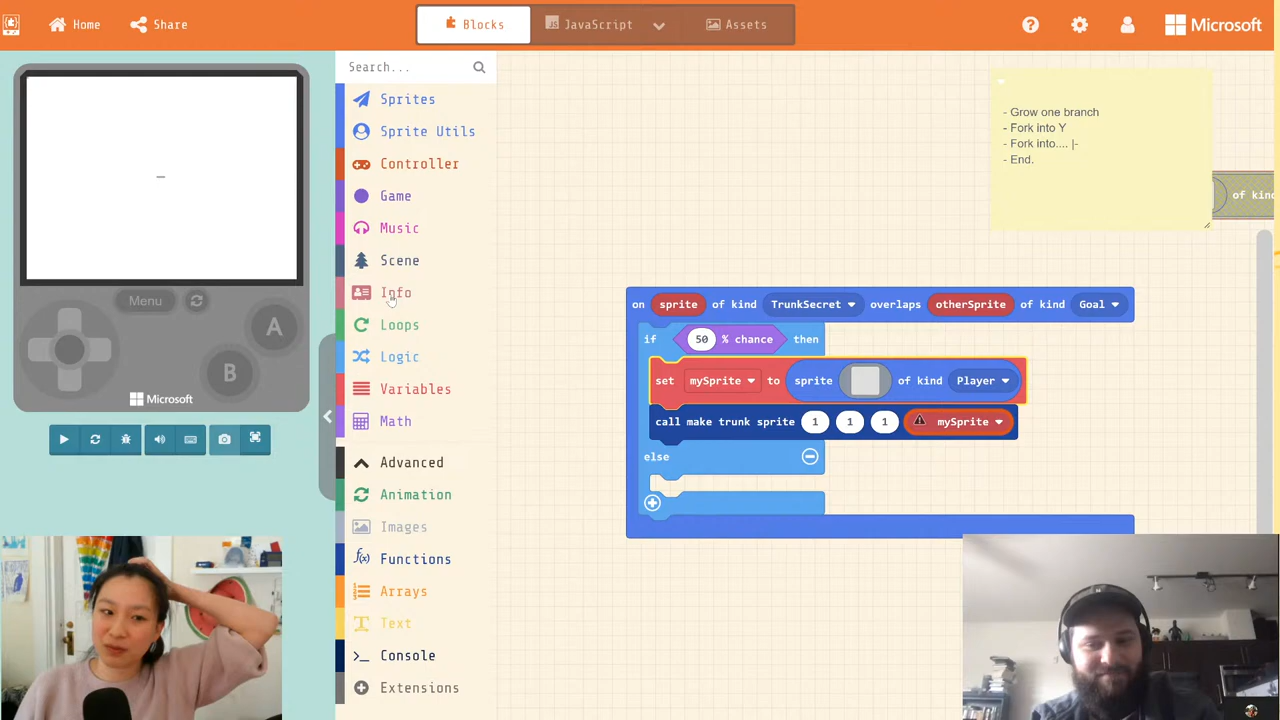 Home
Share
Blocks
JS JavaScript
Assets
Microsoft
Search...
Sprites
Sprite Utils
Controller
Game
Music
Scene
Info
Loops
Logic
Variables
Math
Advanced
Animation
Images
Functions
f(x)
Arrays
Text
Console
Extensions
Menu
A
B
Microsoft
- Grow one branch
- Fork into Y
- Fork into.... |-
- End.
of kind
on sprite of kind TrunkSecret overlaps otherSprite of kind Goal
if 50 % chance then
set mySprite to sprite of kind Player
call make trunk sprite 1 1 1 mySprite
else